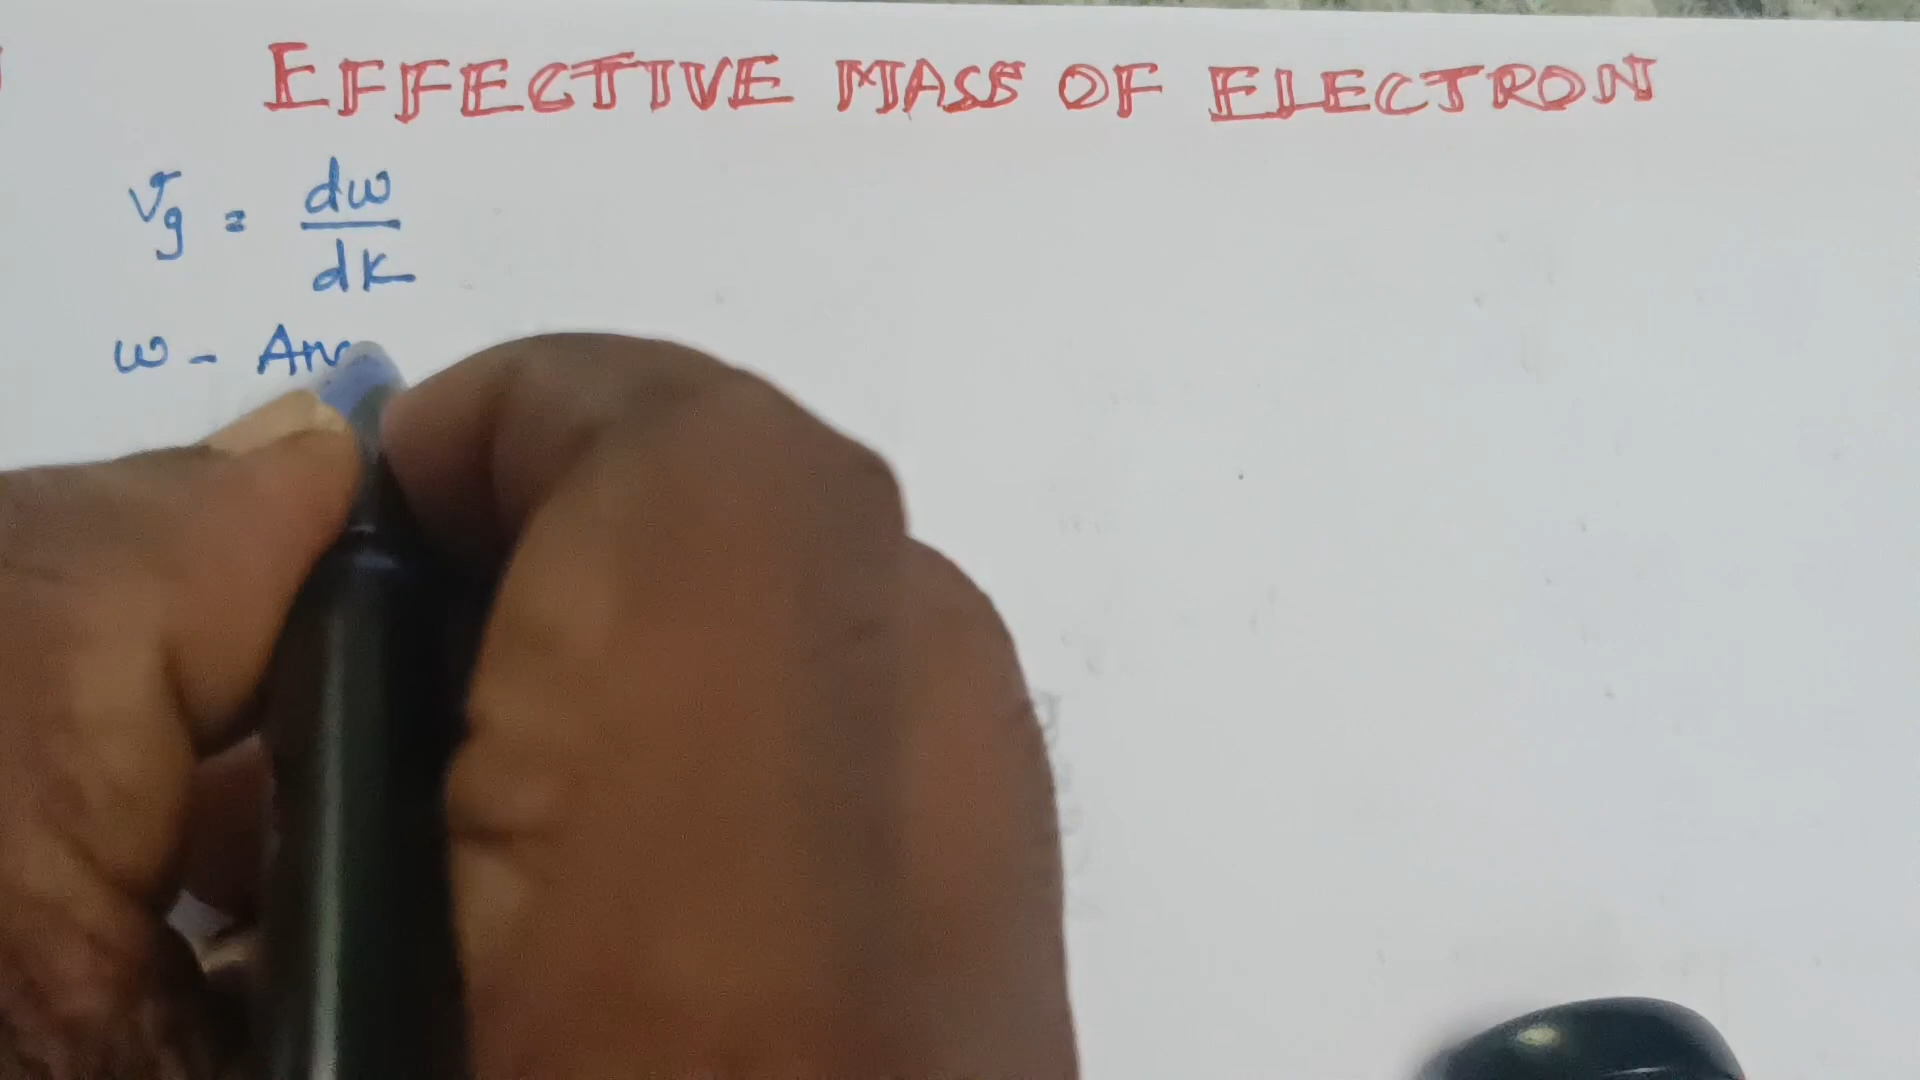 EFFECTIVE MASS OF ELECTRON
Vg = dω
dK
ω - An